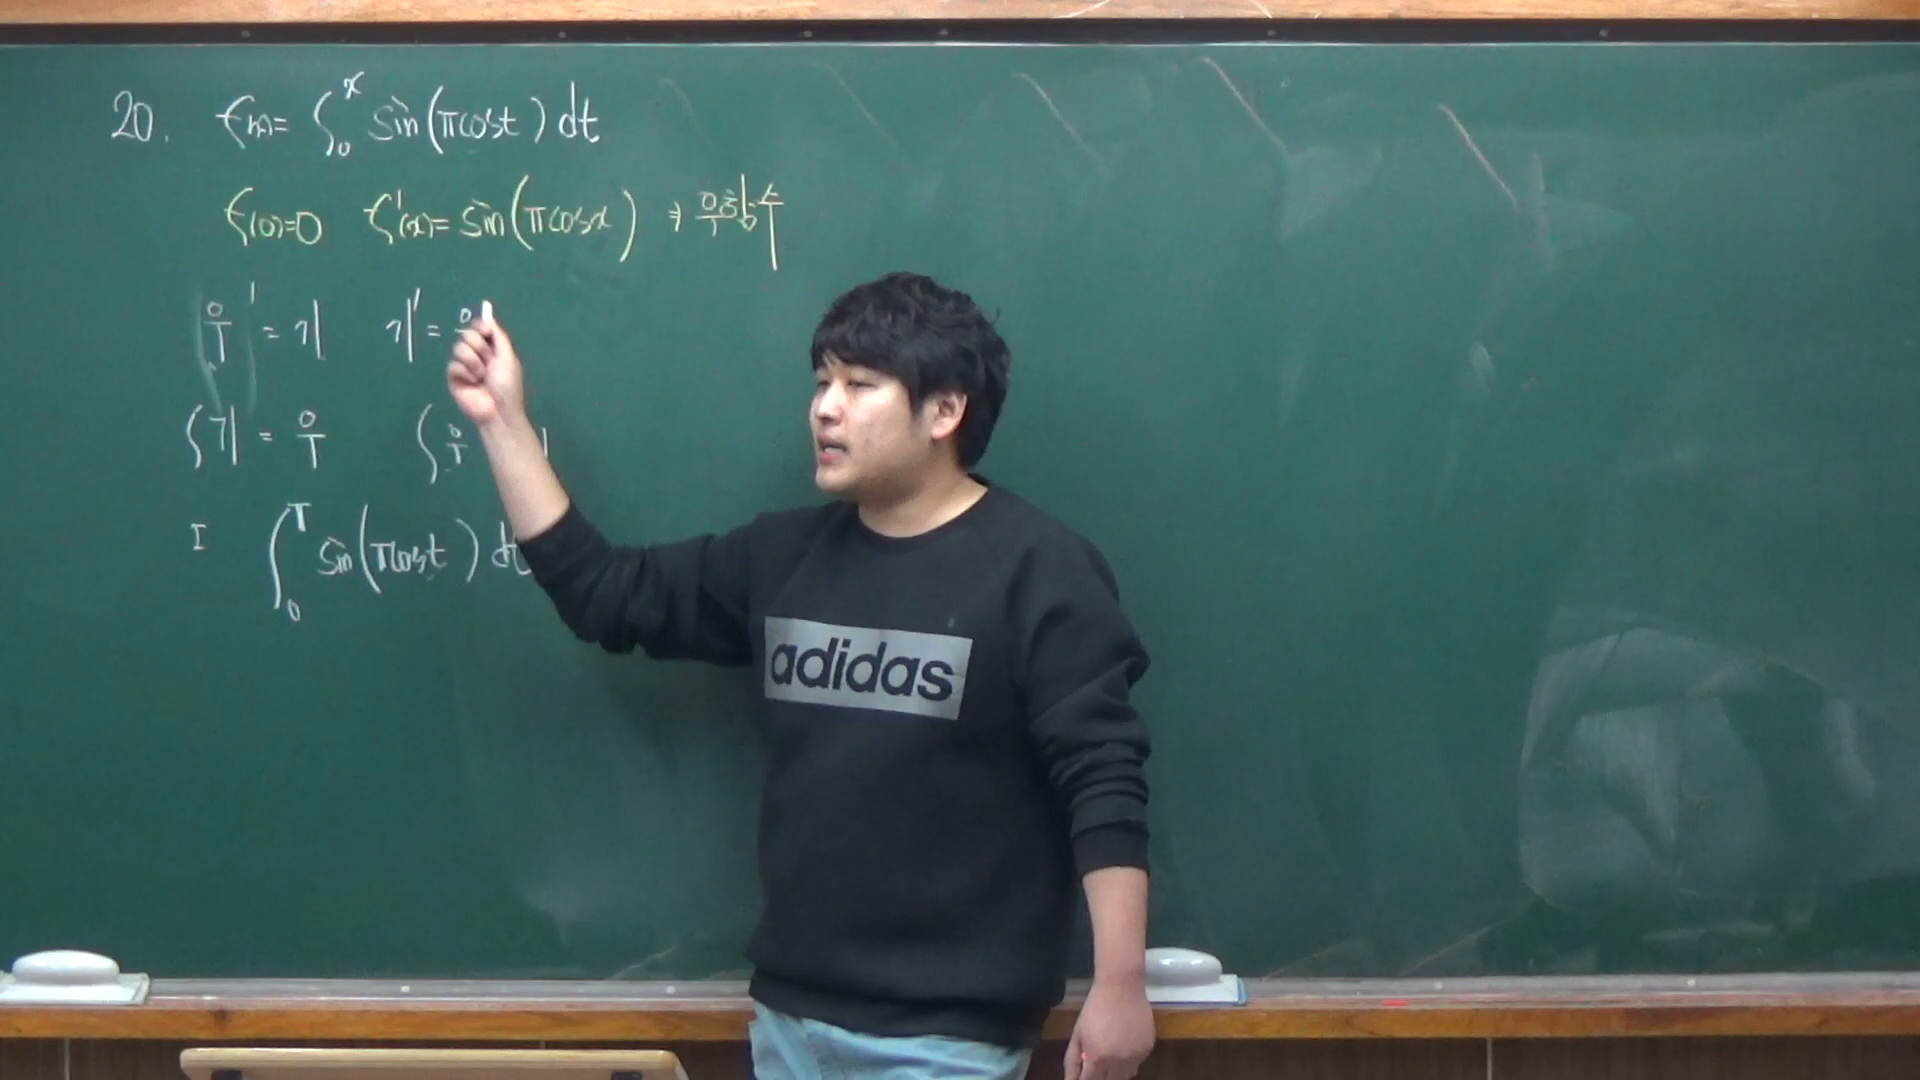 20. f(x)= ∫₀ˣ sin(πcost) dt
f(0)=0 f'(x)= sin(πcosx) ⇒ 우함수
우' = 기 기' = 우
∫기 = 우 ∫우
I ∫₀^π sin(πcost) dt
adidas